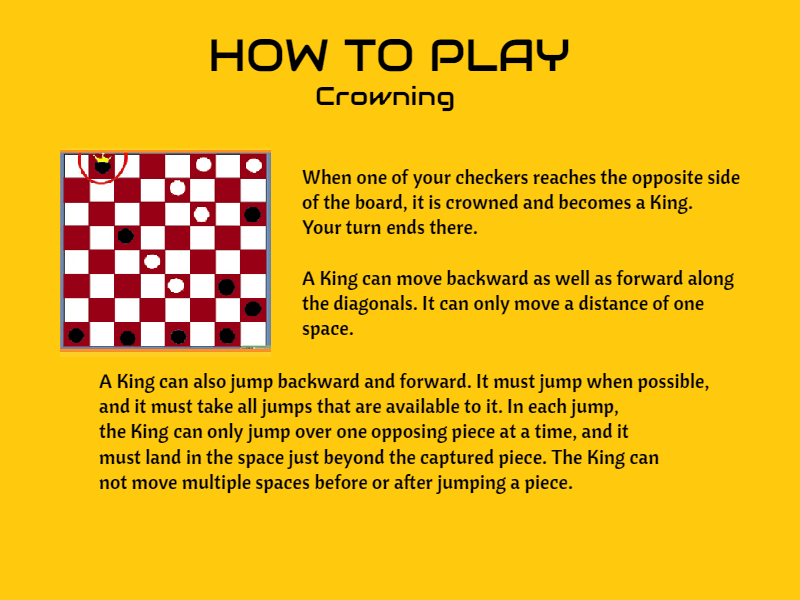 HOW TO PLAY
Crowning
When one of your checkers reaches the opposite side
of the board, it is crowned and becomes a King.
Your turn ends there.
A King can move backward as well as forward along
the diagonals. It can only move a distance of one
space.
A King can also jump backward and forward. It must jump when possible,
and it must take all jumps that are available to it. In each jump,
the King can only jump over one opposing piece at a time, and it
must land in the space just beyond the captured piece. The King can
not move multiple spaces before or after jumping a piece.